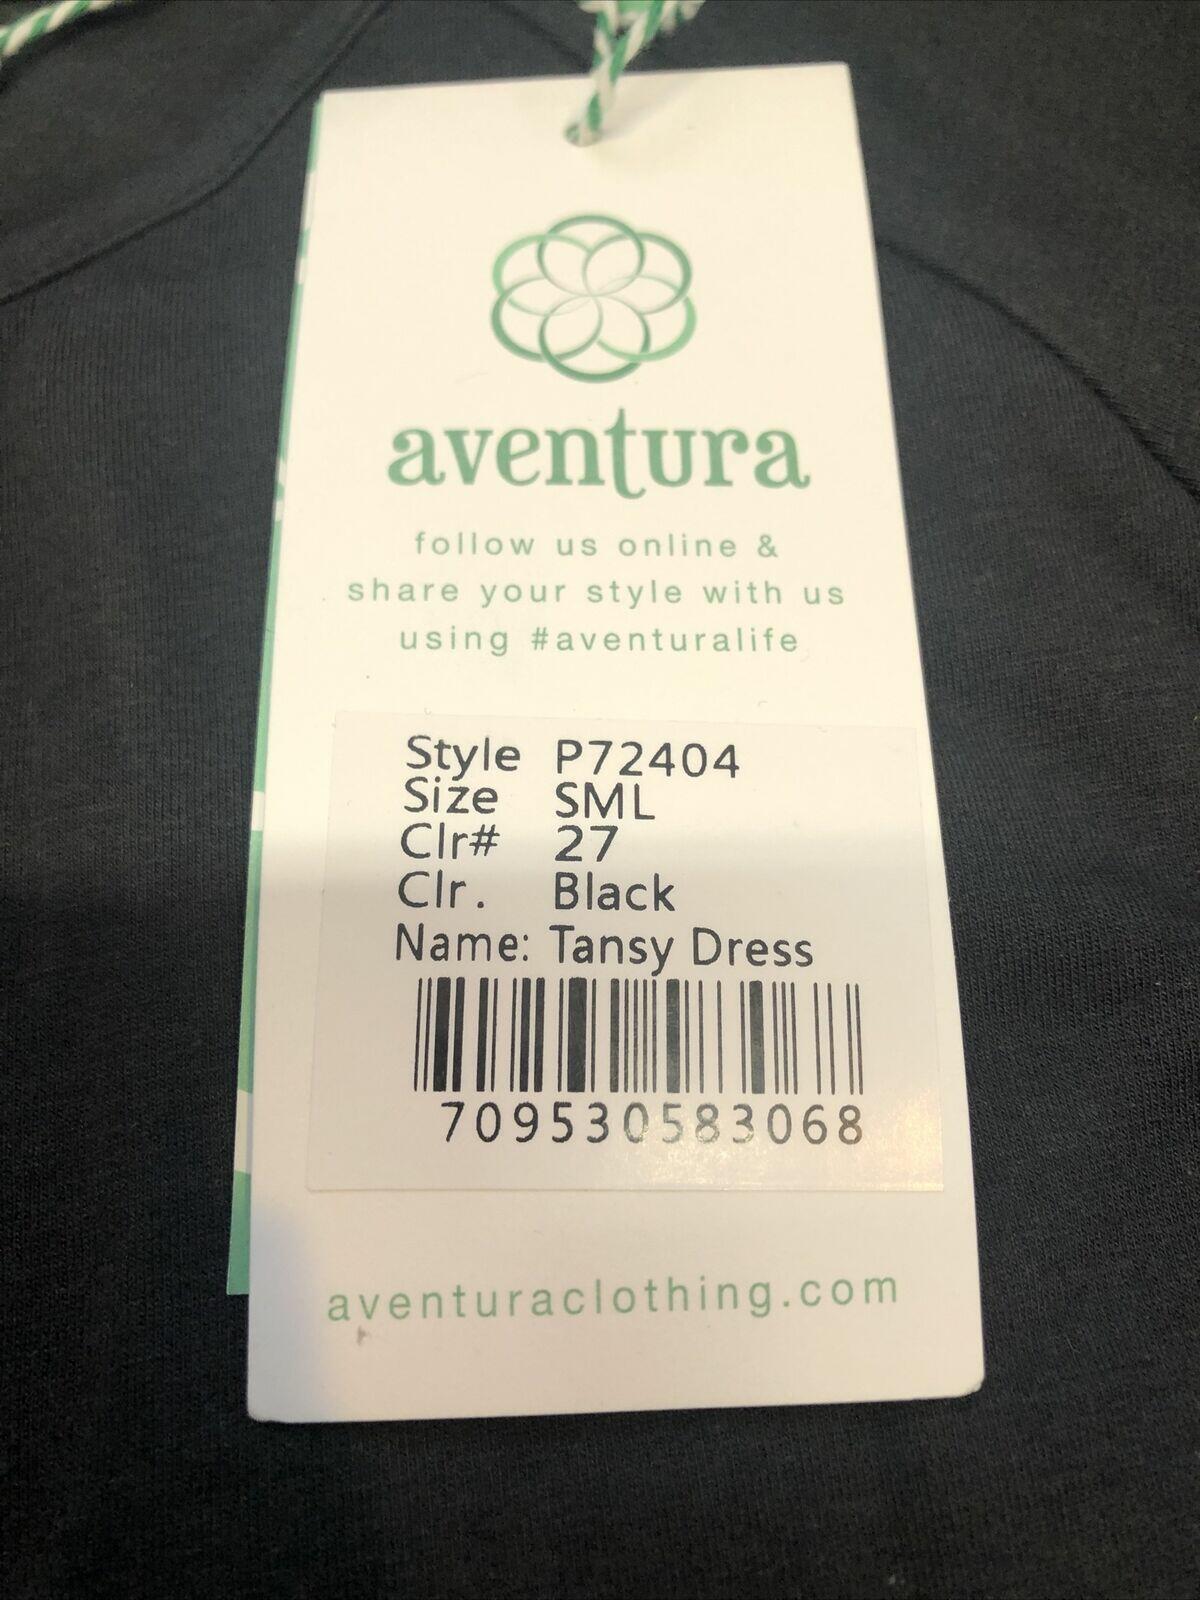 aventura
follow us online &
share your style with us
using #aventuralife
Style P72404
Size SML
Clr# 27
Clr. Black
Name: Tansy Dress
709530583068
aventuraclothing.com